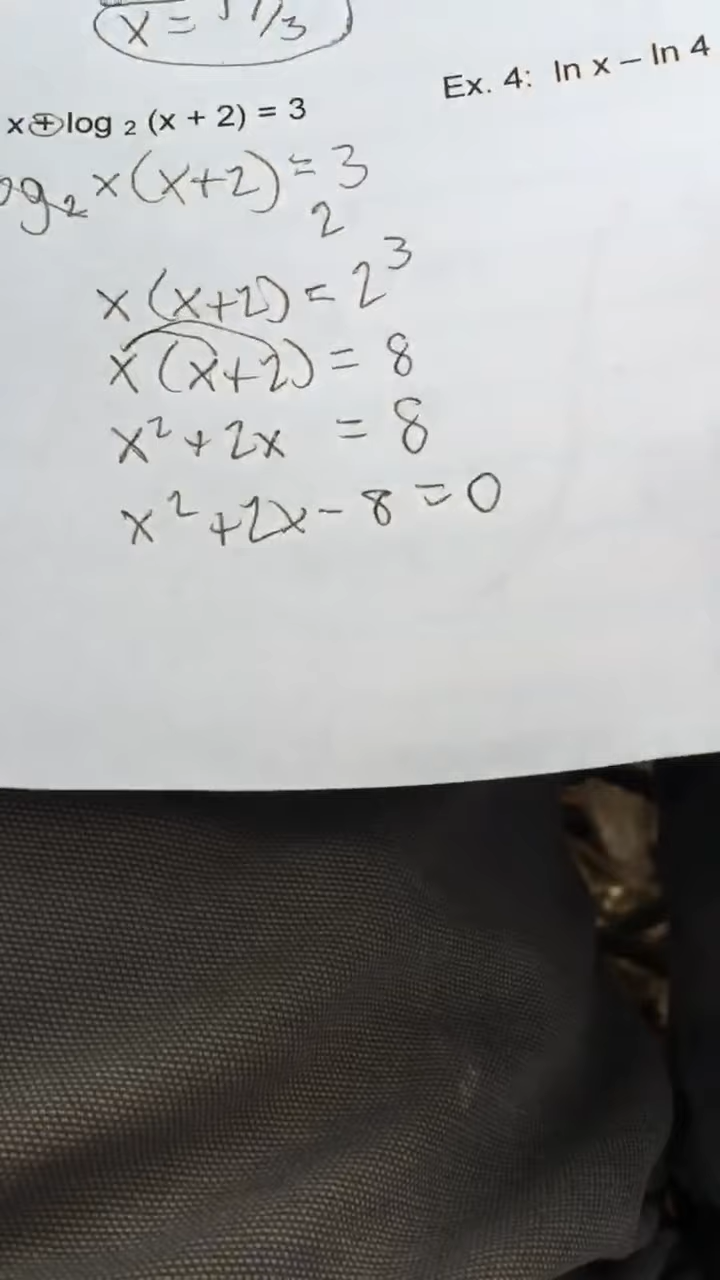 x = 51/3
Ex. 4: ln x – ln 4
x + log ₂ (x + 2) = 3
og₂ x(x+2) = 3
2
x(x+2) = 2³
x(x+2) = 8
x² + 2x = 8
x² + 2x - 8 = 0